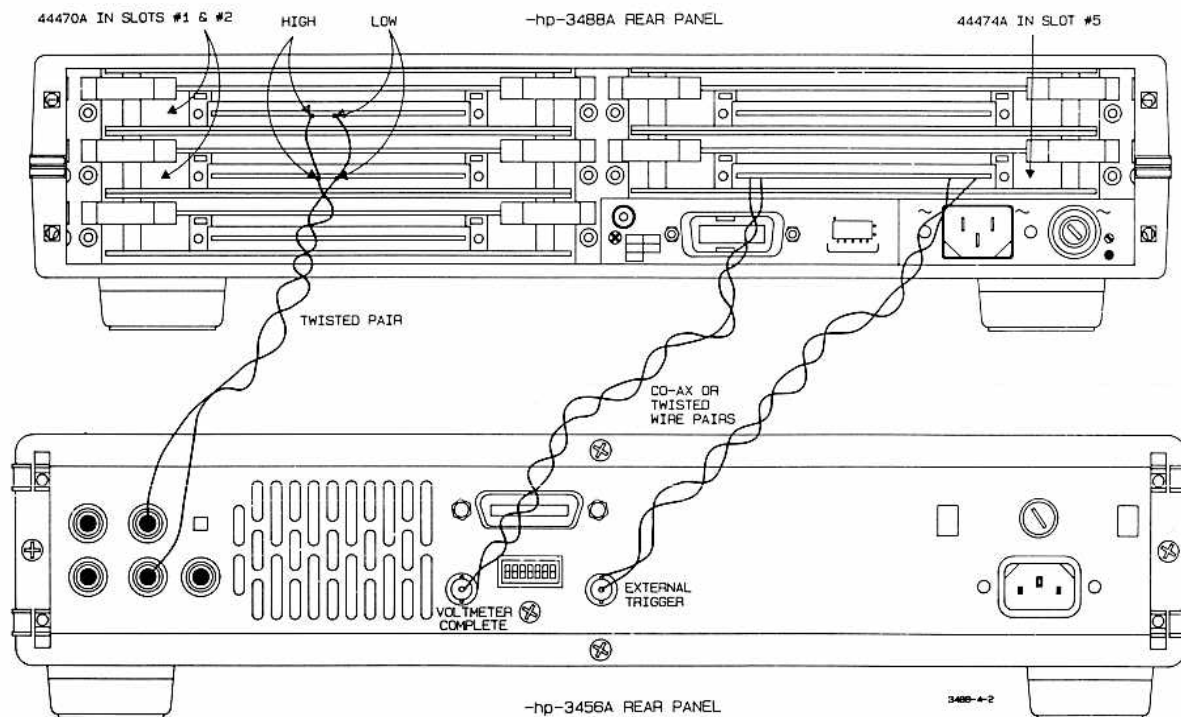 44470A IN SLOTS #1 & #2
HIGH
LOW
-hp-3488A REAR PANEL
44474A IN SLOT #5
TWISTED PAIR
CO-AX OR
TWISTED
WIRE PAIRS
VOLTMETER
COMPLETE
EXTERNAL
TRIGGER
-hp-3456A REAR PANEL
3488-4-2